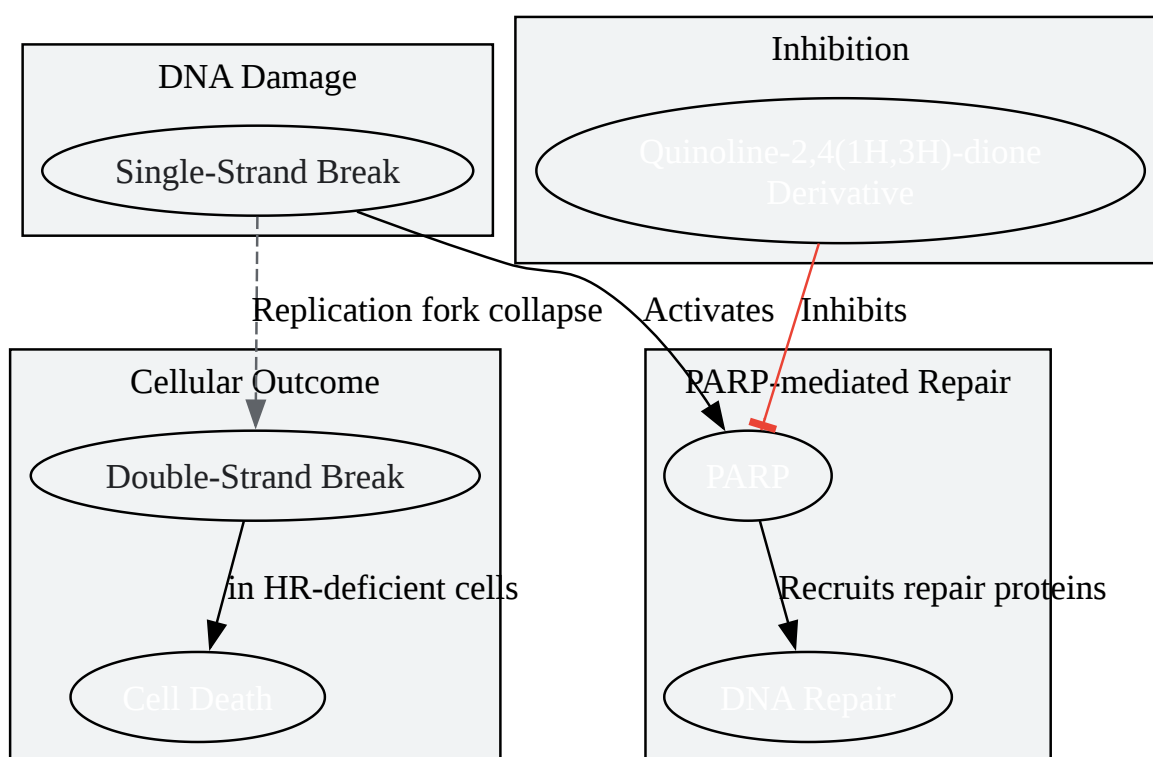 Inhibition
DNA Damage
Quinoline-2,4(1H,3H)-dione
Derivative
Single-Strand Break
Replication fork collapse
Activates
Inhibits
Cellular Outcome
PARP-mediated Repair
Double-Strand Break
PARP
in HR-deficient cells
Recruits repair proteins
Cell Death
DNA Repair